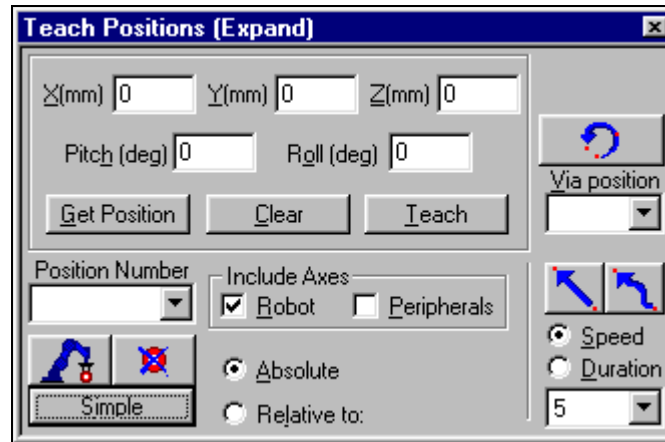 Teach Positions (Expand)
X(mm) 0 Y(mm) 0 Z(mm) 0
Pitch (deg) 0 Roll (deg) 0
Get Position Clear Teach
Via position
Position Number
Include Axes
Robot Peripherals
Speed
Absolute
Duration
Simple
Relative to:
5